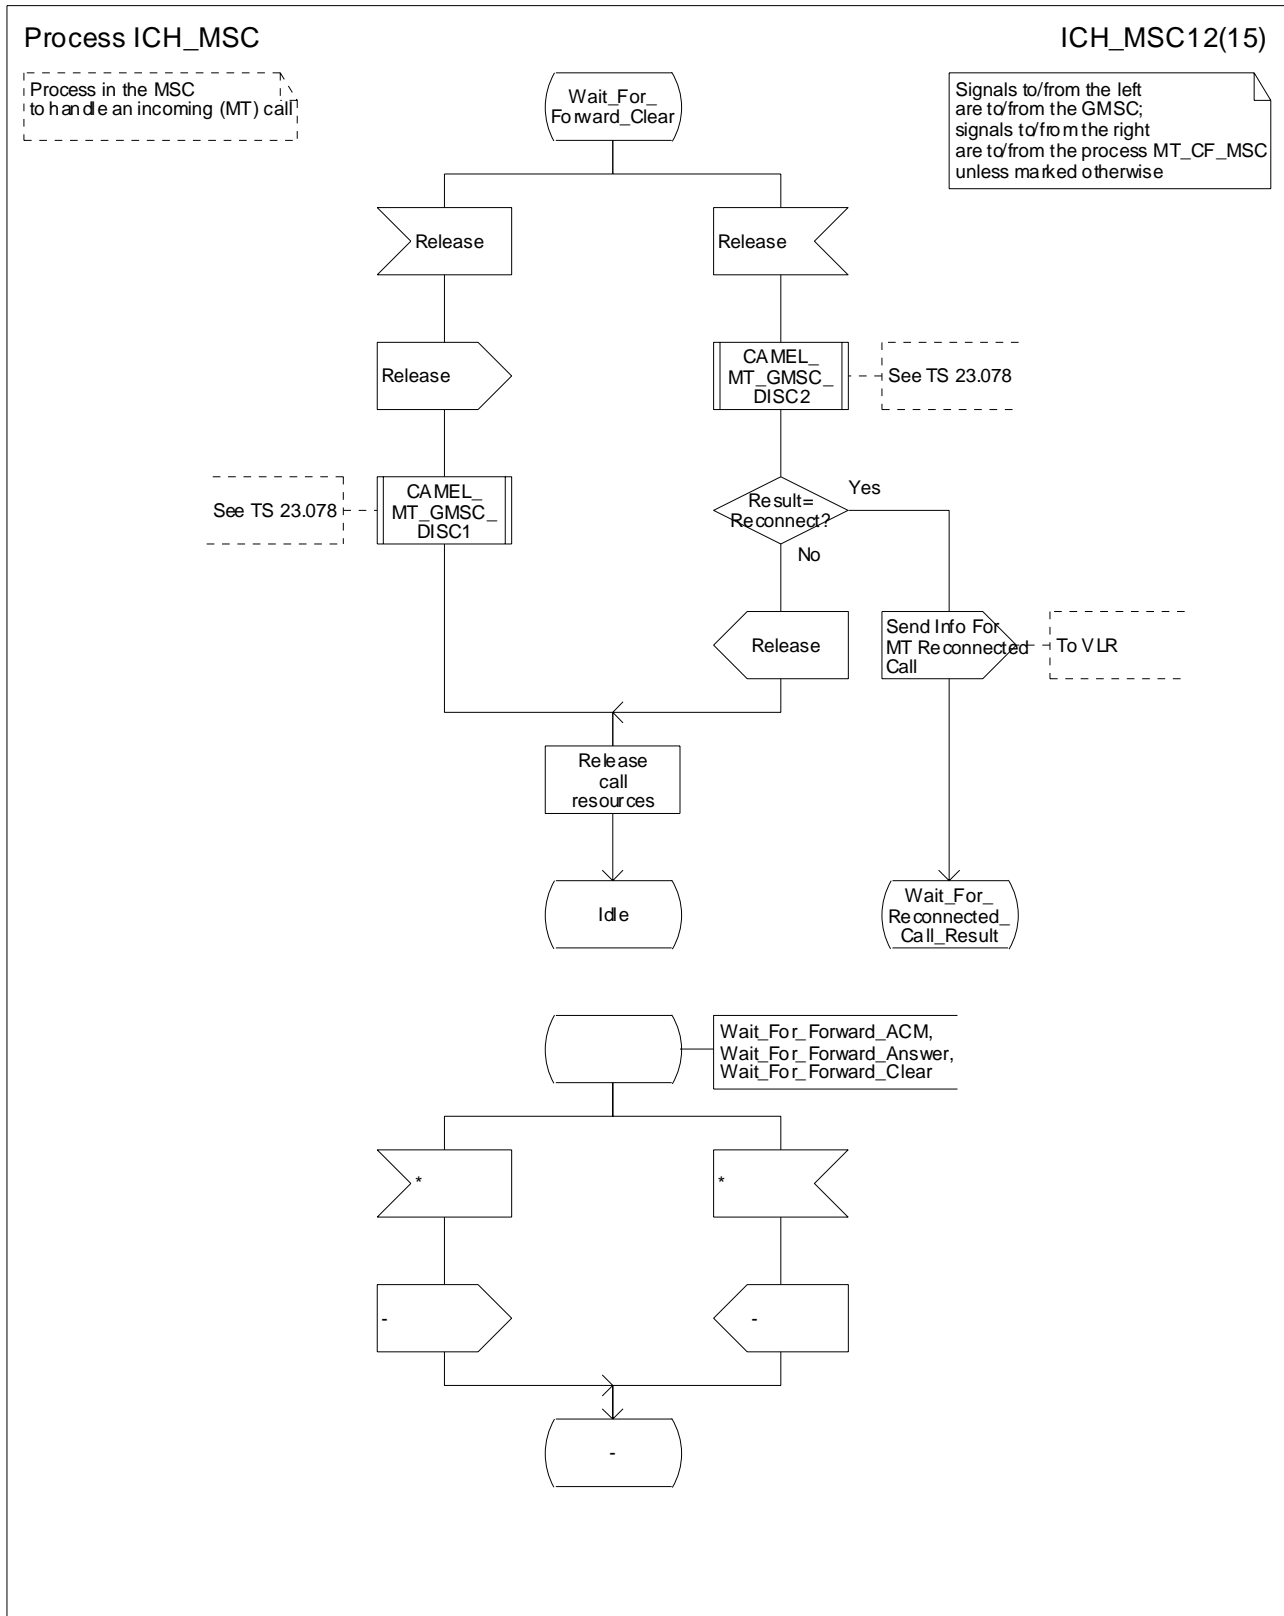 Process ICH_MSC
ICH_MSC12(15)
Process in the MSC
to handle an incoming (MT) call
Signals to/from the left
are to/from the GMSC;
signals to/from the right
are to/from the process MT_CF_MSC
unless marked otherwise
Wait_For_
Forward_Clear
Release
Release
Release
CAMEL_
MT_GMSC_
DISC2
See TS 23.078
See TS 23.078
CAMEL_
MT_GMSC_
DISC1
Result=
Reconnect?
Yes
No
Release
Send Info For
MT Reconnected
Call
To VLR
Release
call
resources
Idle
Wait_For_
Reconnected_
Call_Result
Wait_For_Forward_ACM,
Wait_For_Forward_Answer,
Wait_For_Forward_Clear
*
*
-
-
-